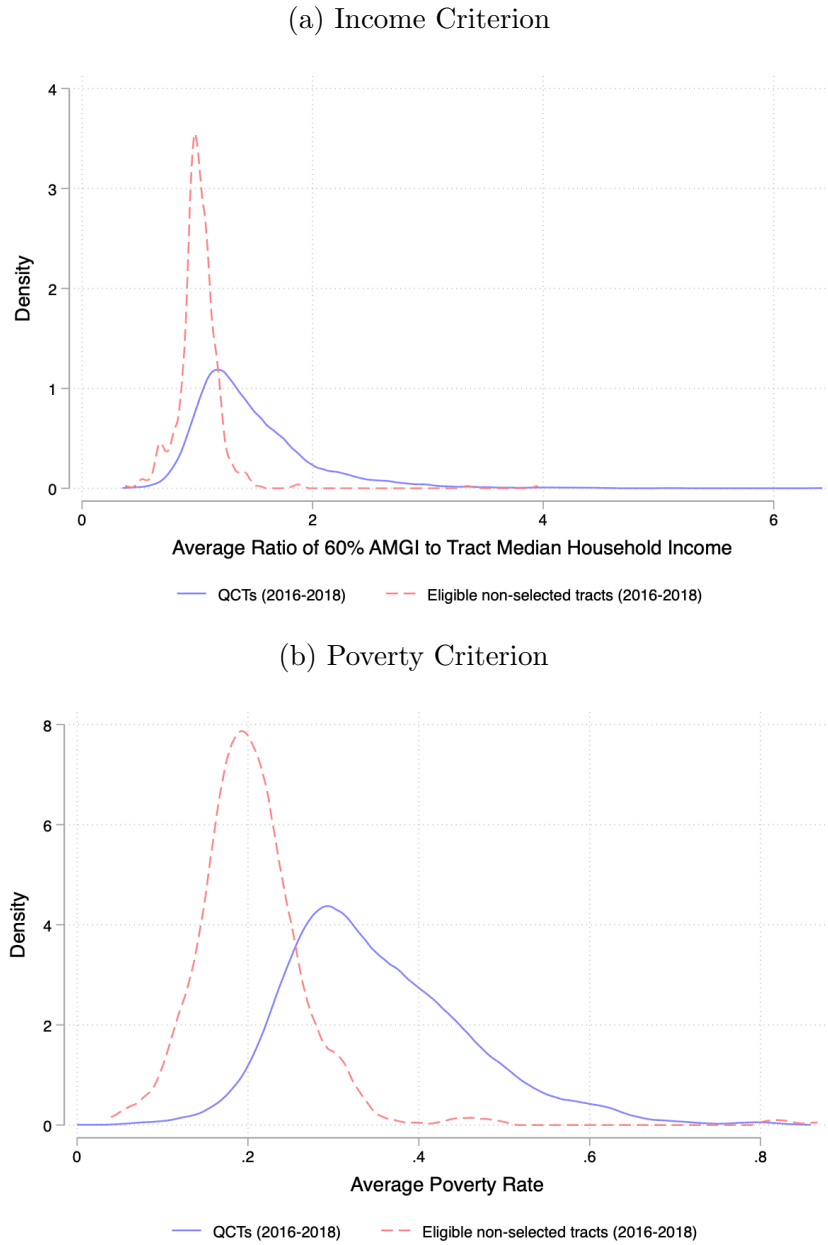 (a) Income Criterion
4
3
2
1
0
Density
0 2 4 6
Average Ratio of 60% AMGI to Tract Median Household Income
QCTs (2016-2018) Eligible non-selected tracts (2016-2018)
(b) Poverty Criterion
8
6
4
2
0
Density
0 .2 .4 .6 .8
Average Poverty Rate
QCTs (2016-2018) Eligible non-selected tracts (2016-2018)